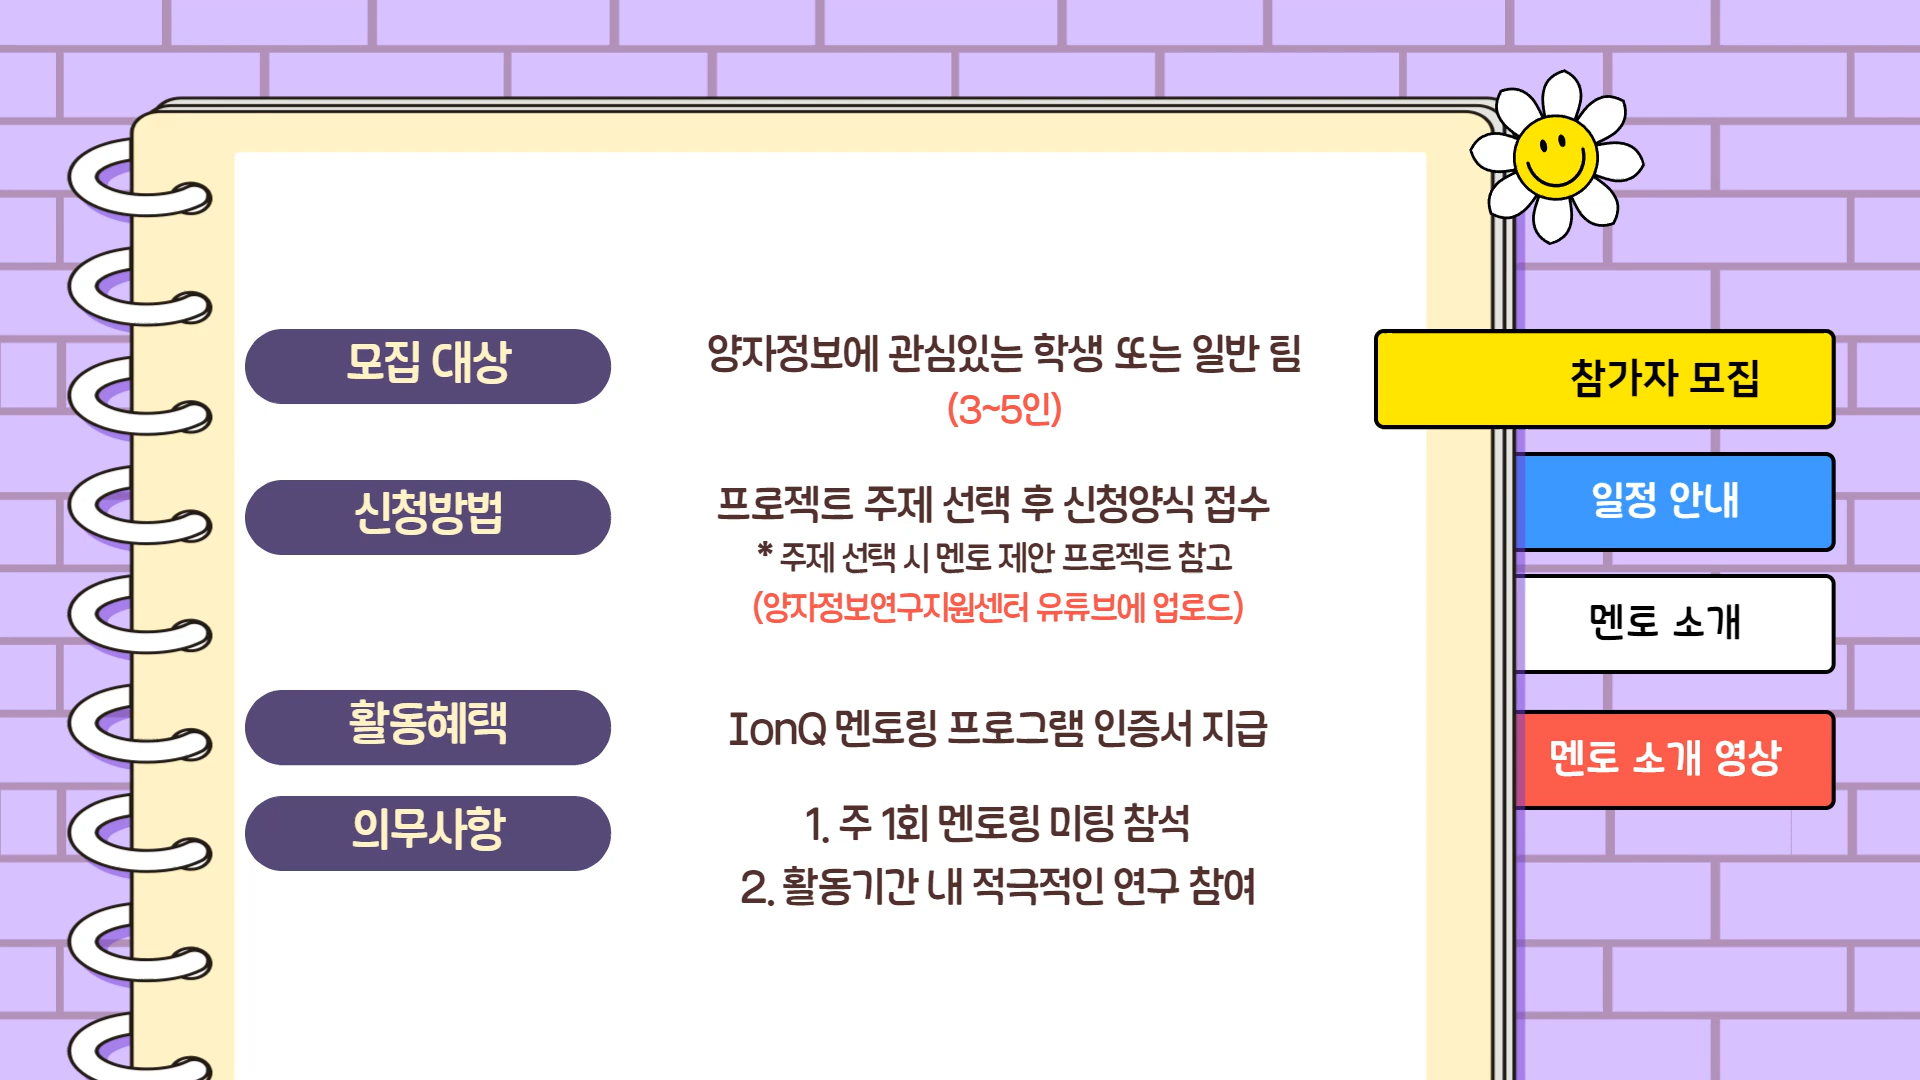 모집 대상
양자정보에 관심있는 학생 또는 일반 팀
(3~5인)
신청방법
프로젝트 주제 선택 후 신청양식 접수
* 주제 선택 시 멘토 제안 프로젝트 참고
(양자정보연구지원센터 유튜브에 업로드)
활동혜택
IonQ 멘토링 프로그램 인증서 지급
의무사항
1. 주 1회 멘토링 미팅 참석
2. 활동기간 내 적극적인 연구 참여
참가자 모집
일정 안내
멘토 소개
멘토 소개 영상